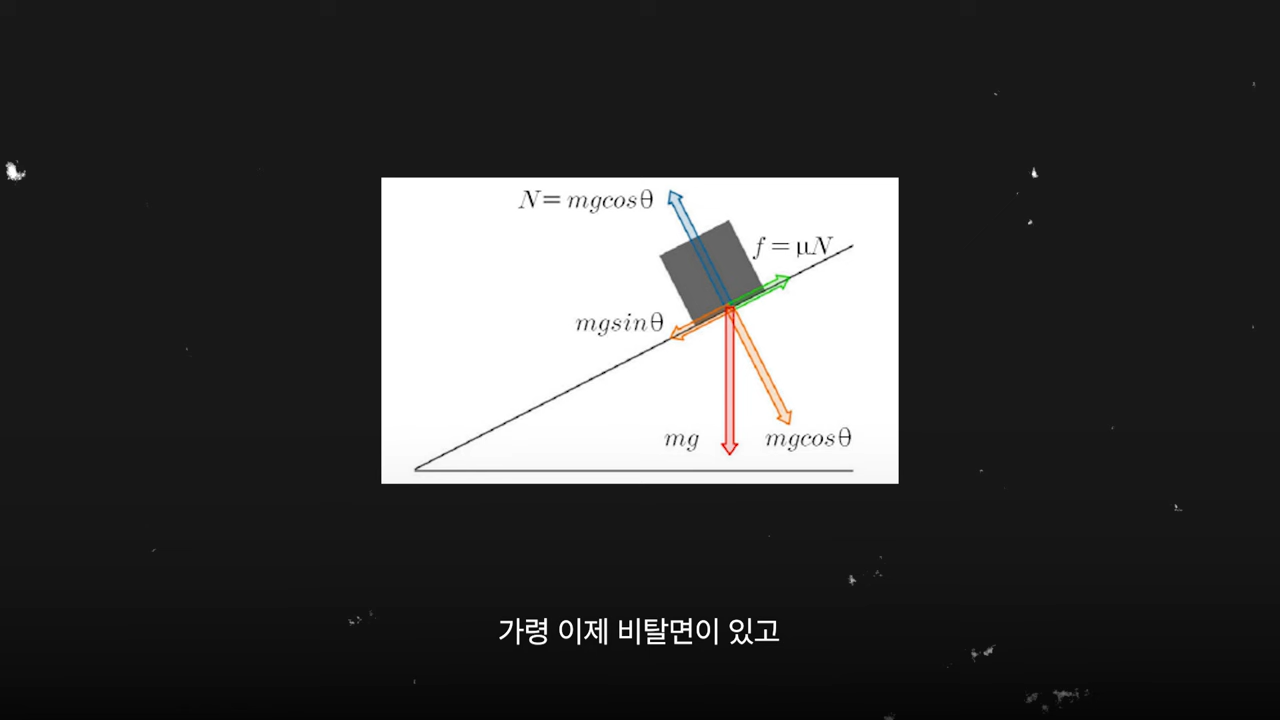 N = mgcosθ
f = μN
mgsinθ
mg
mgcosθ
가령 이제 비탈면이 있고